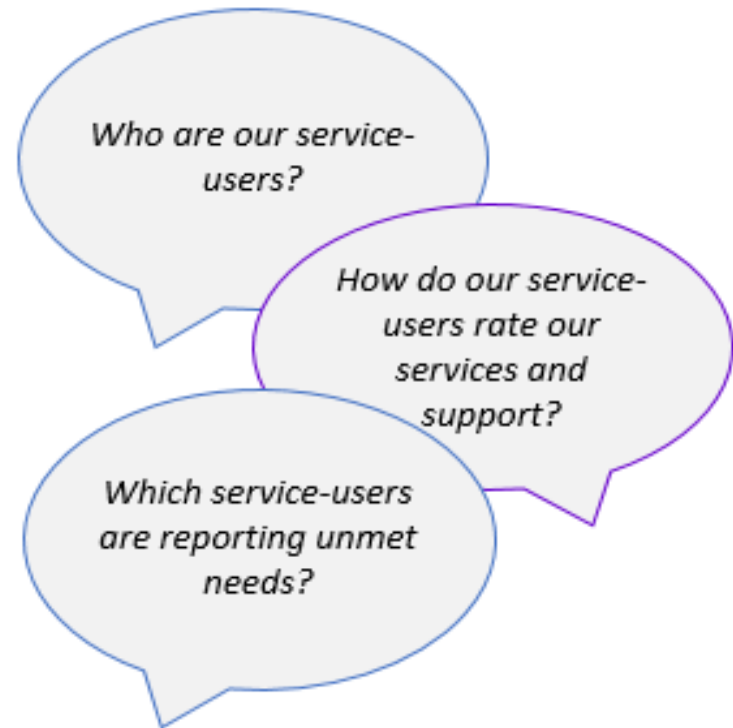 Who are our service-
users?
How do our service-
users rate our
services and
support?
Which service-users
are reporting unmet
needs?